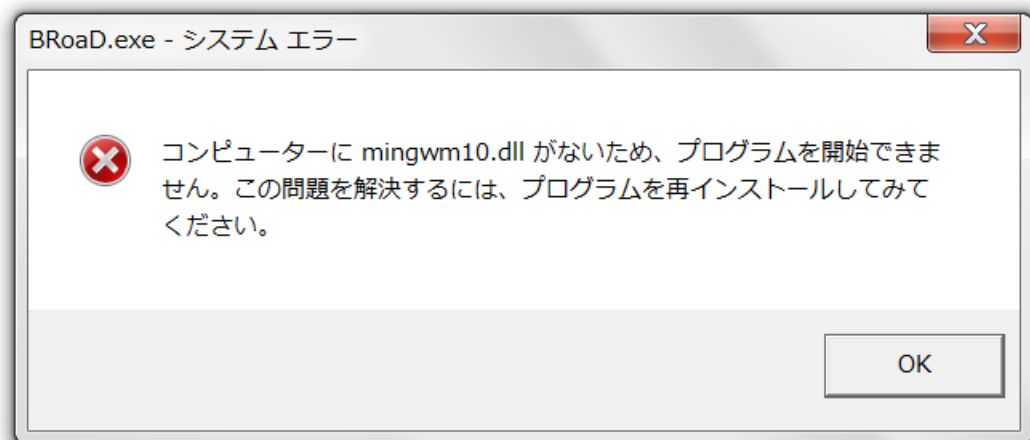 BRoaD.exe - システム エラー
コンピューターに mingwm10.dll がないため、プログラムを開始できま
せん。この問題を解決するには、プログラムを再インストールしてみて
ください。
OK